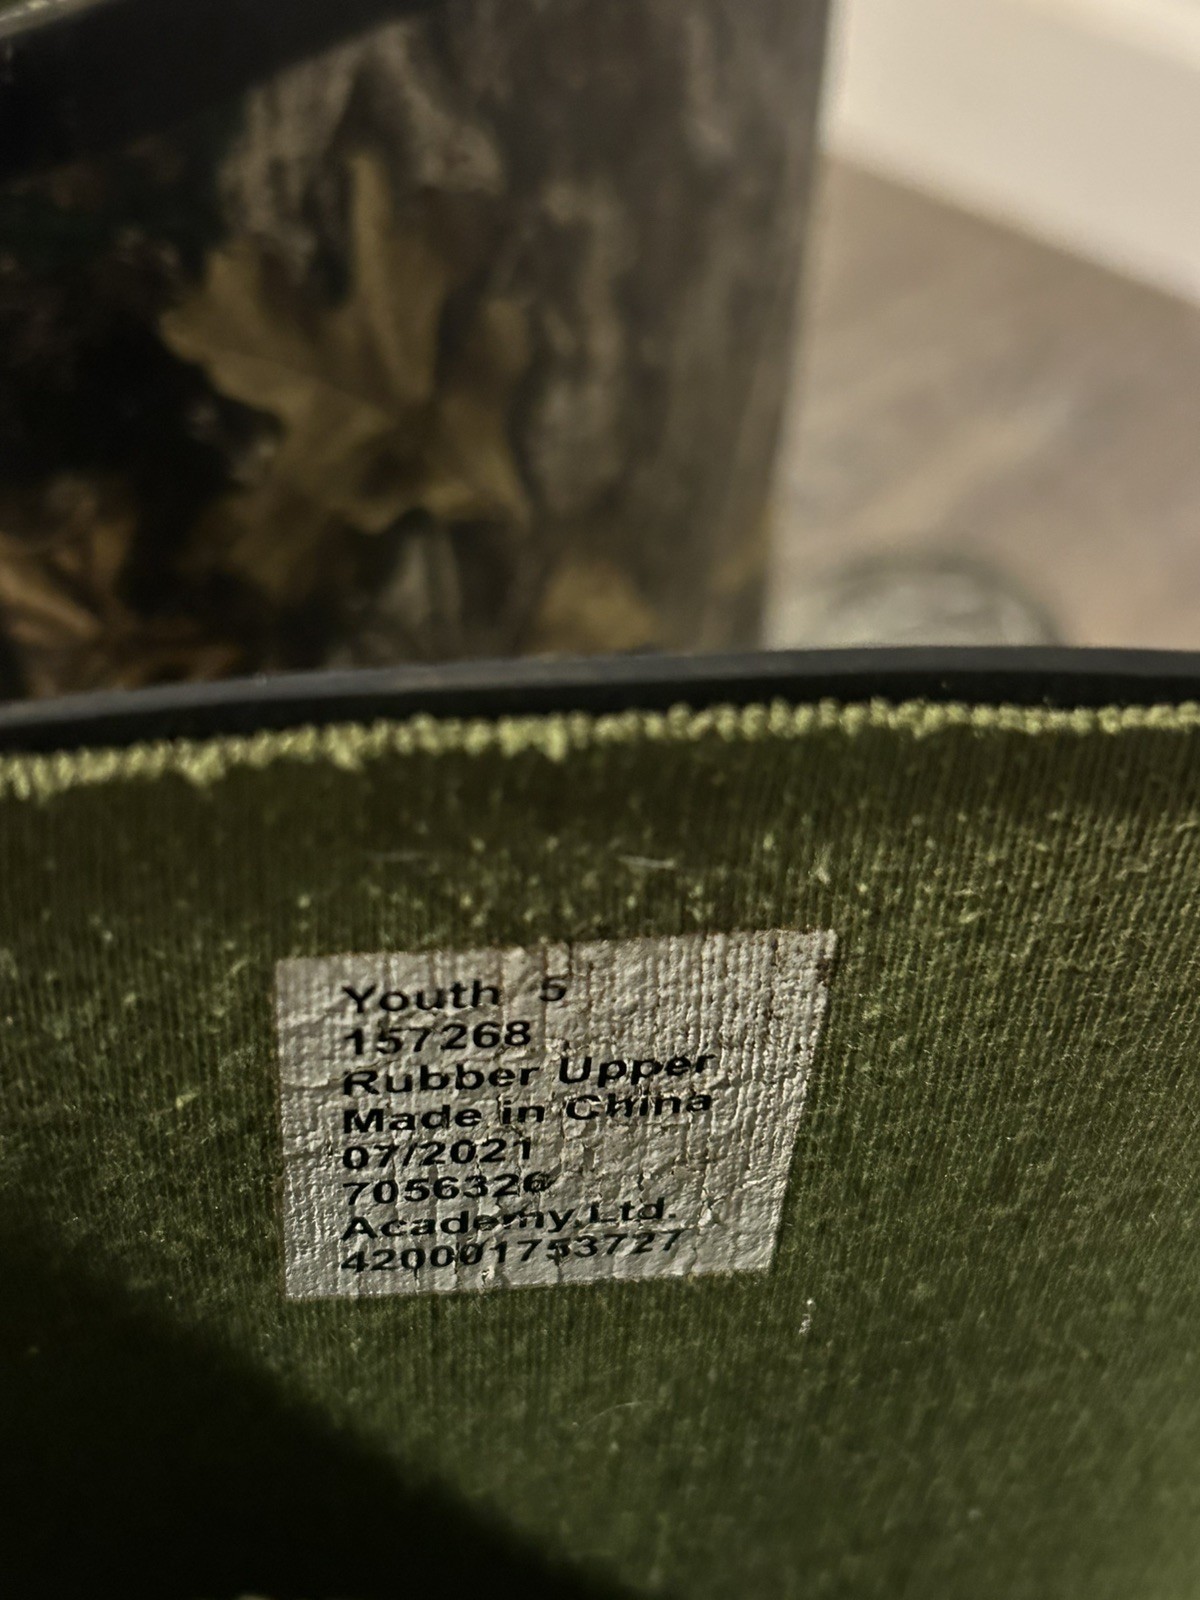 Youth 5
157268
Rubber Upper
Made in China
07/2021
7056326
Academy,Ltd.
420001753727